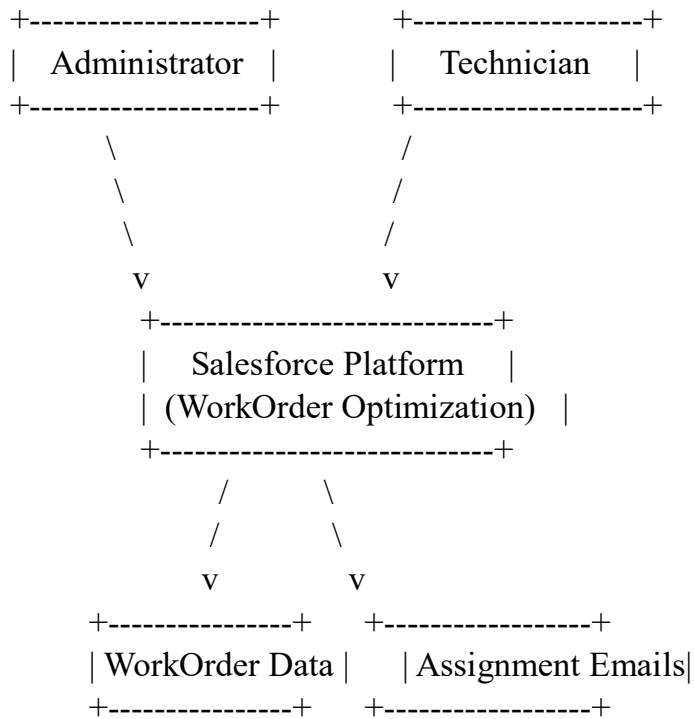 +--------------------+ +--------------------+
| Administrator | | Technician |
+--------------------+ +--------------------+
\ /
\ /
\ /
v v
+-----------------------------+
| Salesforce Platform |
| (WorkOrder Optimization) |
+-----------------------------+
/ \
/ \
v v
+----------------+ +------------------+
| WorkOrder Data | | Assignment Emails|
+----------------+ +------------------+